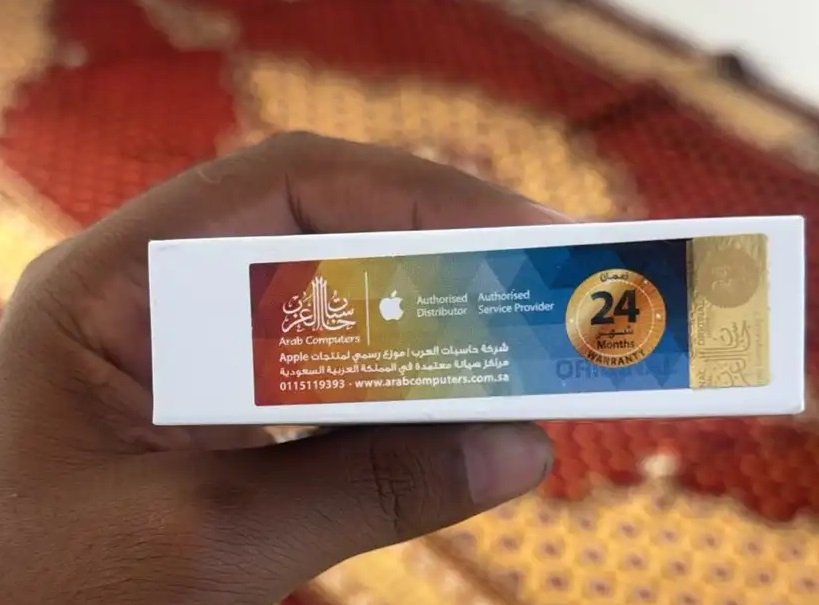 حاسبات العرب
Arab Computers
Authorised
Distributor
Authorised
Service Provider
شركة حاسبات العرب | موزع رسمي لمنتجات Apple
مراكز صيانة معتمدة في المملكة العربية السعودية
0115119393 - www.arabcomputers.com.sa
ضمان
24
شهر
Months
WARRANTY
ORIGINAL